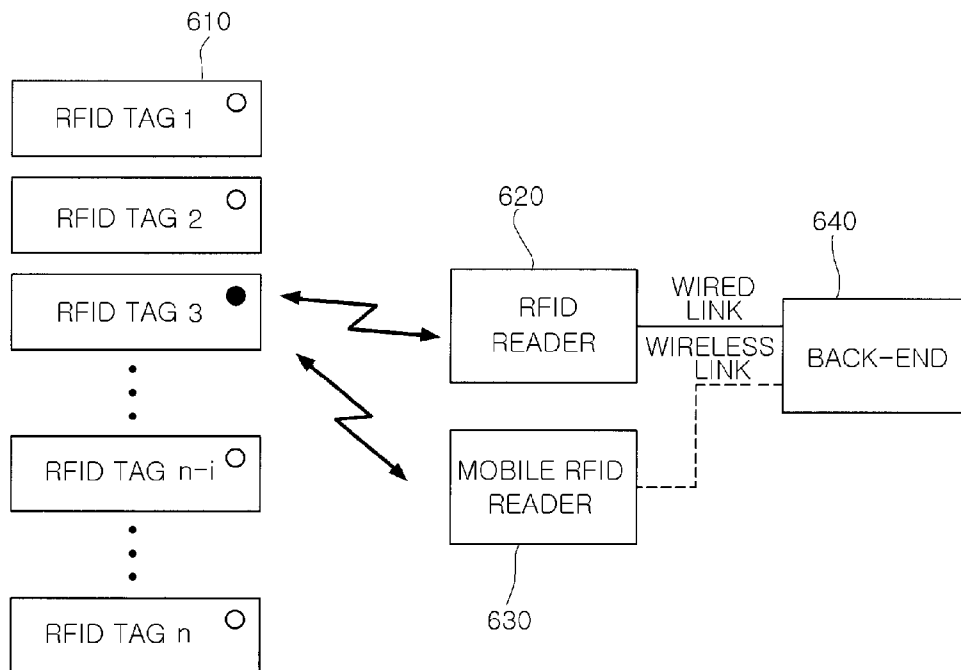 610
RFID TAG 1
RFID TAG 2
RFID TAG 3
RFID TAG n-i
RFID TAG n
620
RFID
READER
MOBILE RFID
READER
630
WIRED
LINK
WIRELESS
LINK
640
BACK-END